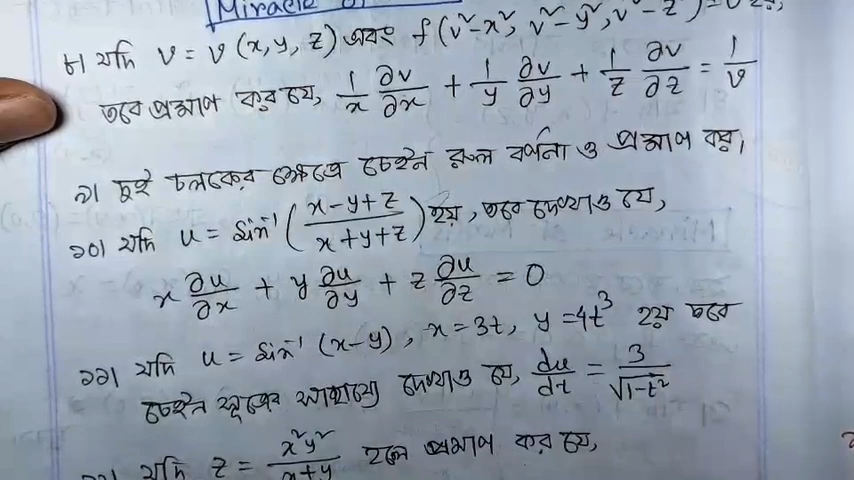 Miracle of
৮। যদি v = v (x, y, z) এবং f(v²-x², v²-y², v²-z²) = 0 হয়,
তবে প্রমাণ কর যে, 1/x ∂v/∂x + 1/y ∂v/∂y + 1/z ∂v/∂z = 1/v
৯। দুই চলকের ক্ষেত্রে চেইন রুল বর্ণনা ও প্রমাণ কর।
১০। যদি u = sin⁻¹ ((x-y+z)/(x+y+z)) হয়, তবে দেখাও যে,
x ∂u/∂x + y ∂u/∂y + z ∂u/∂z = 0
১১। যদি u = sin⁻¹ (x-y), x = 3t, y = 4t³ হয় তবে
চেইন সূত্রের সাহায্যে দেখাও যে, du/dt = 3/√(1-t²)
যদি z = x²y²/(x+y) হলে প্রমাণ কর যে,